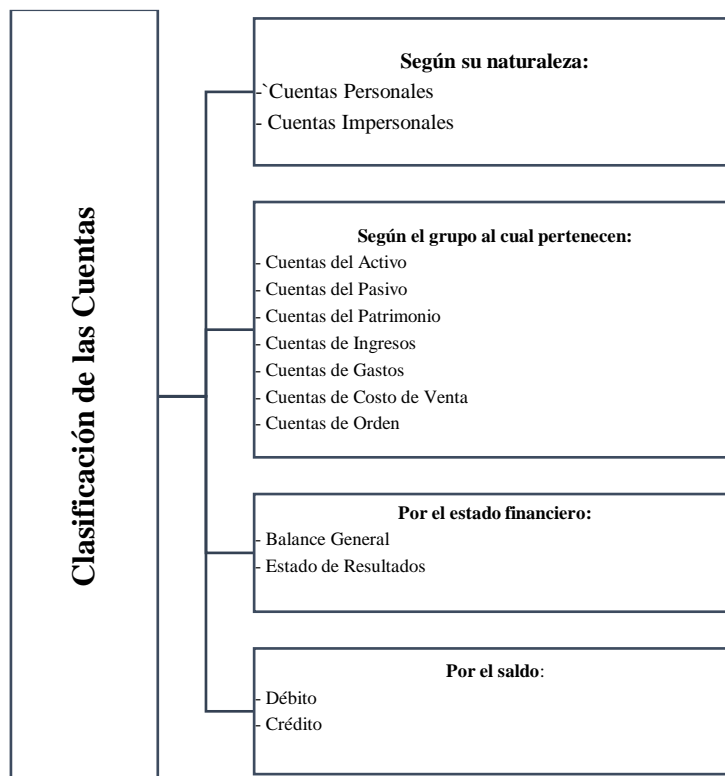 Clasificación de las Cuentas
Según su naturaleza:
-`Cuentas Personales
- Cuentas Impersonales
Según el grupo al cual pertenecen:
- Cuentas del Activo
- Cuentas del Pasivo
- Cuentas del Patrimonio
- Cuentas de Ingresos
- Cuentas de Gastos
- Cuentas de Costo de Venta
- Cuentas de Orden
Por el estado financiero:
- Balance General
- Estado de Resultados
Por el saldo:
- Débito
- Crédito